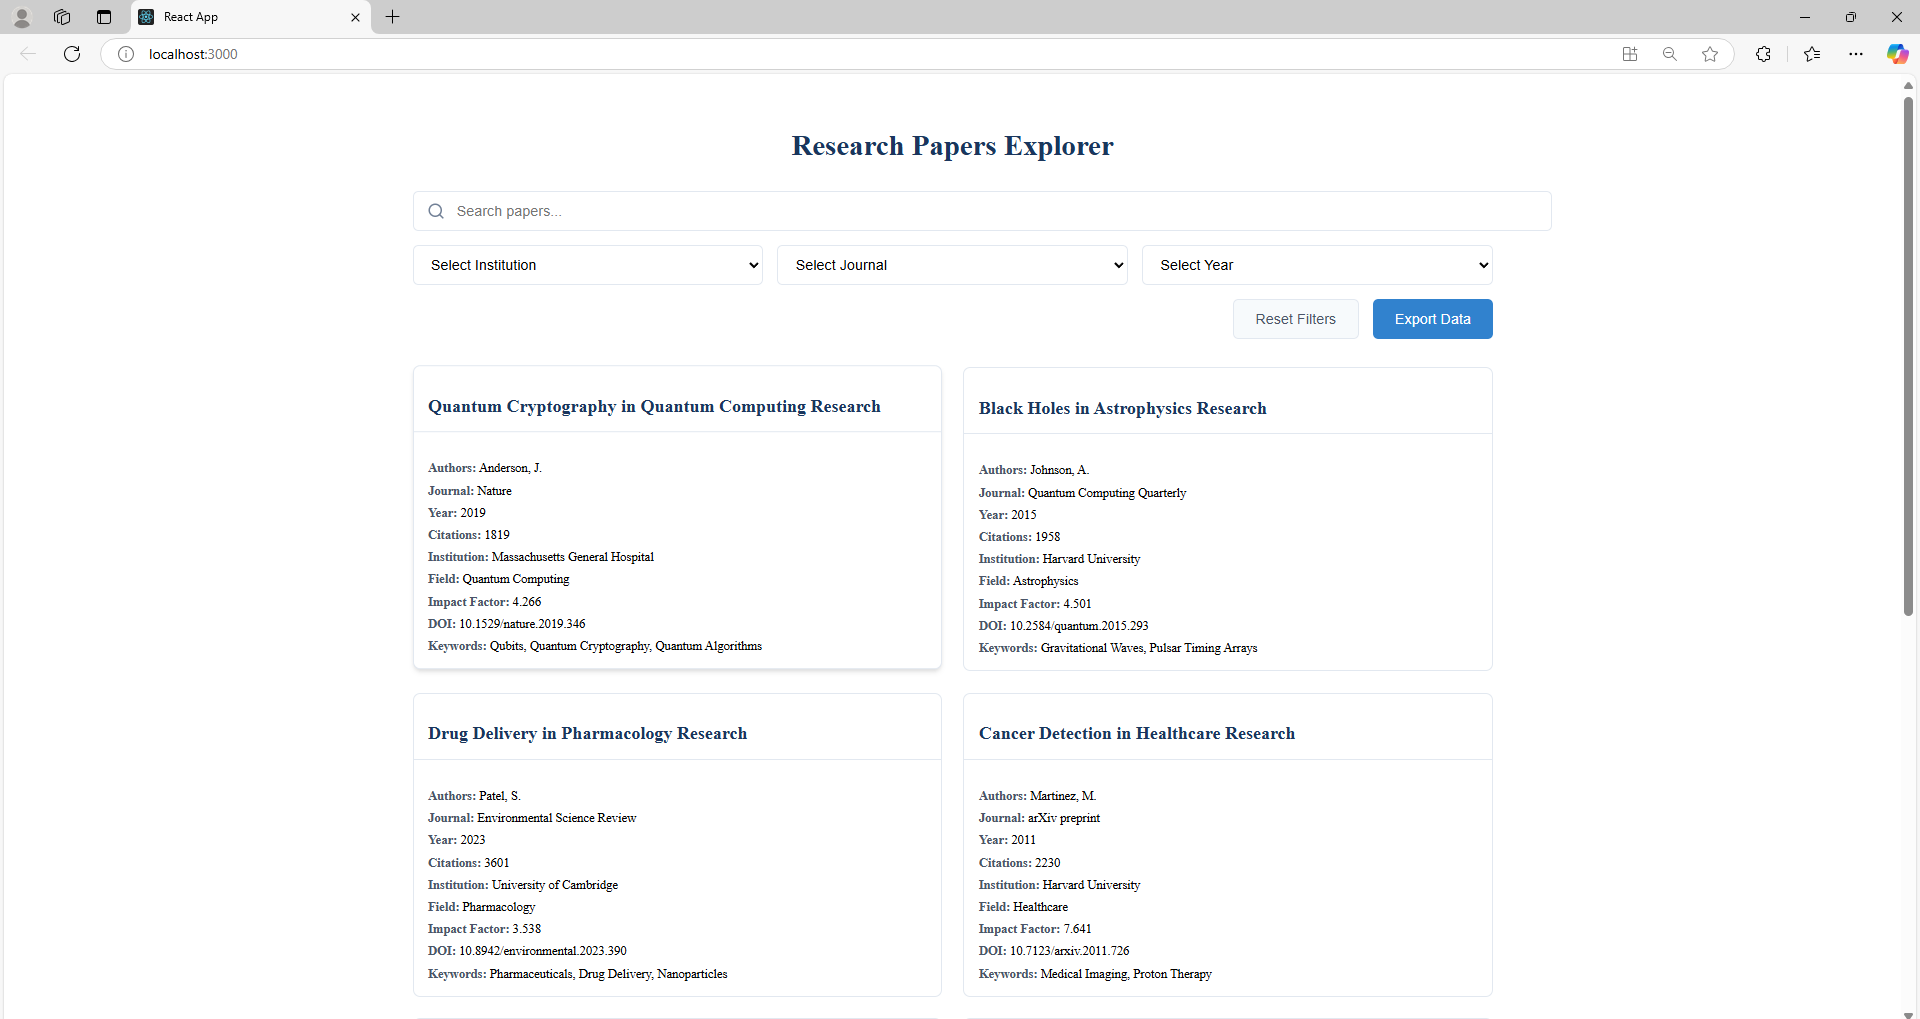 React App
localhost:3000
Research Papers Explorer
Search papers...
Select Institution
Select Journal
Select Year
Reset Filters
Export Data
Quantum Cryptography in Quantum Computing Research
Authors: Anderson, J.
Journal: Nature
Year: 2019
Citations: 1819
Institution: Massachusetts General Hospital
Field: Quantum Computing
Impact Factor: 4.266
DOI: 10.1529/nature.2019.346
Keywords: Qubits, Quantum Cryptography, Quantum Algorithms
Black Holes in Astrophysics Research
Authors: Johnson, A.
Journal: Quantum Computing Quarterly
Year: 2015
Citations: 1958
Institution: Harvard University
Field: Astrophysics
Impact Factor: 4.501
DOI: 10.2584/quantum.2015.293
Keywords: Gravitational Waves, Pulsar Timing Arrays
Drug Delivery in Pharmacology Research
Authors: Patel, S.
Journal: Environmental Science Review
Year: 2023
Citations: 3601
Institution: University of Cambridge
Field: Pharmacology
Impact Factor: 3.538
DOI: 10.8942/environmental.2023.390
Keywords: Pharmaceuticals, Drug Delivery, Nanoparticles
Cancer Detection in Healthcare Research
Authors: Martinez, M.
Journal: arXiv preprint
Year: 2011
Citations: 2230
Institution: Harvard University
Field: Healthcare
Impact Factor: 7.641
DOI: 10.7123/arxiv.2011.726
Keywords: Medical Imaging, Proton Therapy